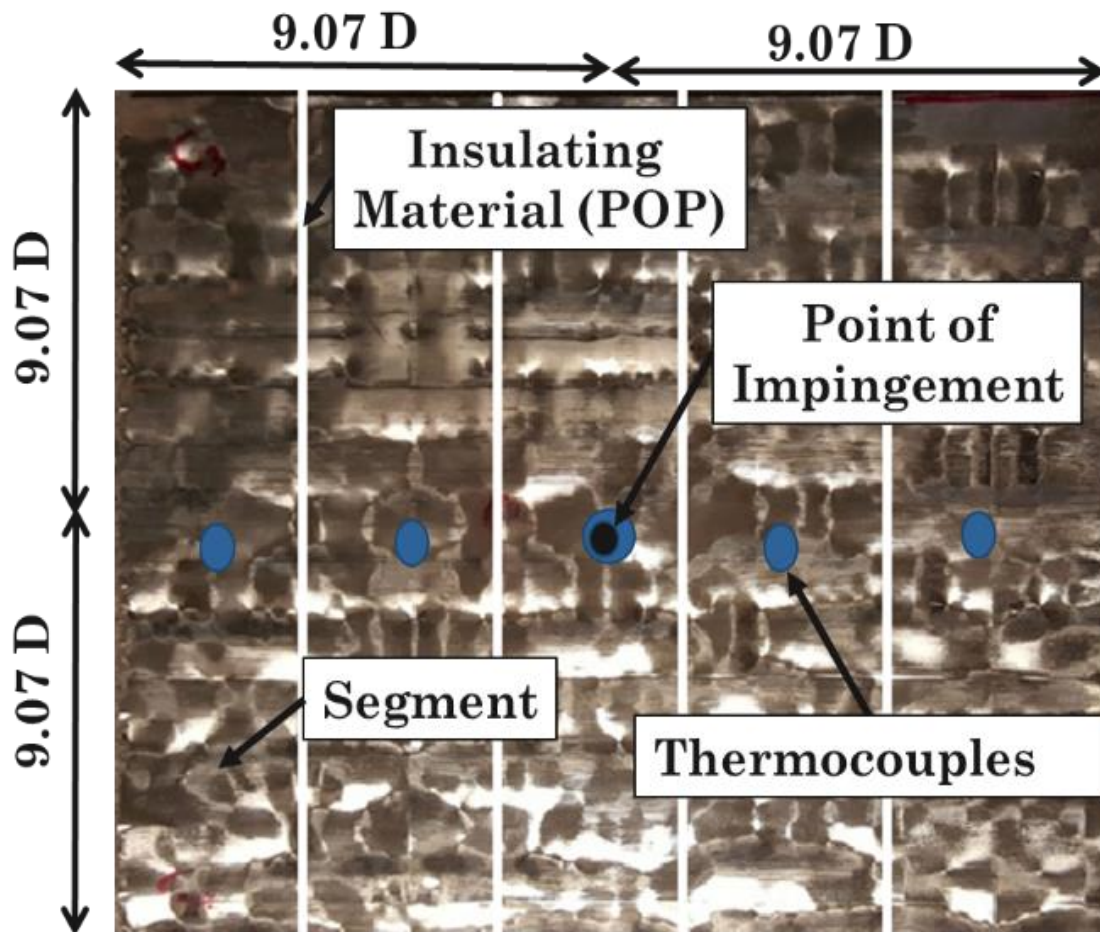 9.07 D
9.07 D
9.07 D
Insulating
Material (POP)
Point of
Impingement
9.07 D
Segment
Thermocouples